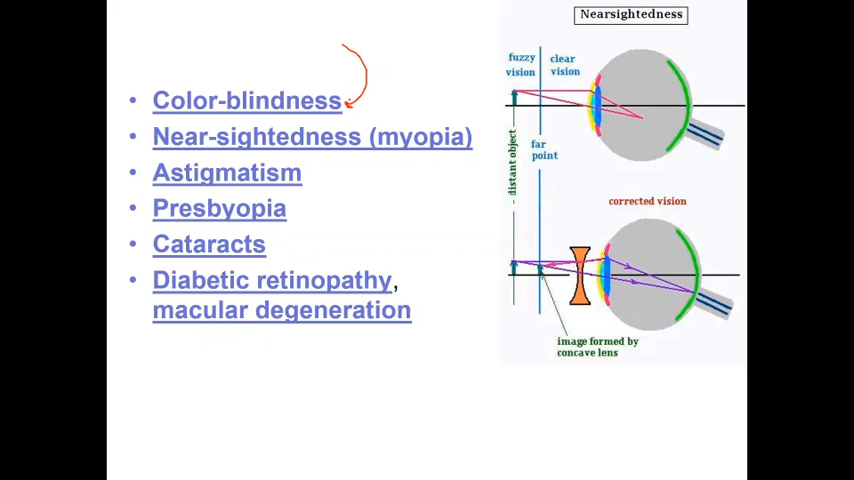 Color-blindness
Near-sightedness (myopia)
Astigmatism
Presbyopia
Cataracts
Diabetic retinopathy,
macular degeneration
Nearsightedness
fuzzy
vision
clear
vision
distant object
far
point
corrected vision
image formed by
concave lens